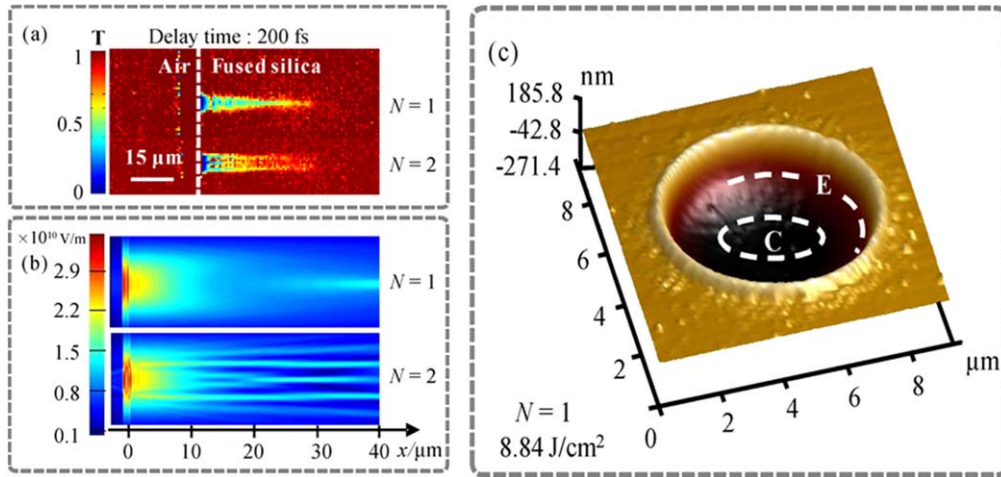 (a)
T
Delay time : 200 fs
1
0.5
0
Air
Fused silica
15 μm
N = 1
N = 2
(b)
×10¹⁰ V/m
2.9
2.2
1.5
0.8
0.1
N = 1
N = 2
0 10 20 30 40
x/μm
(c)
nm
185.8
-42.8
-271.4
8
6
4
2
0 2 4 6 8
μm
E
C
N = 1
8.84 J/cm²